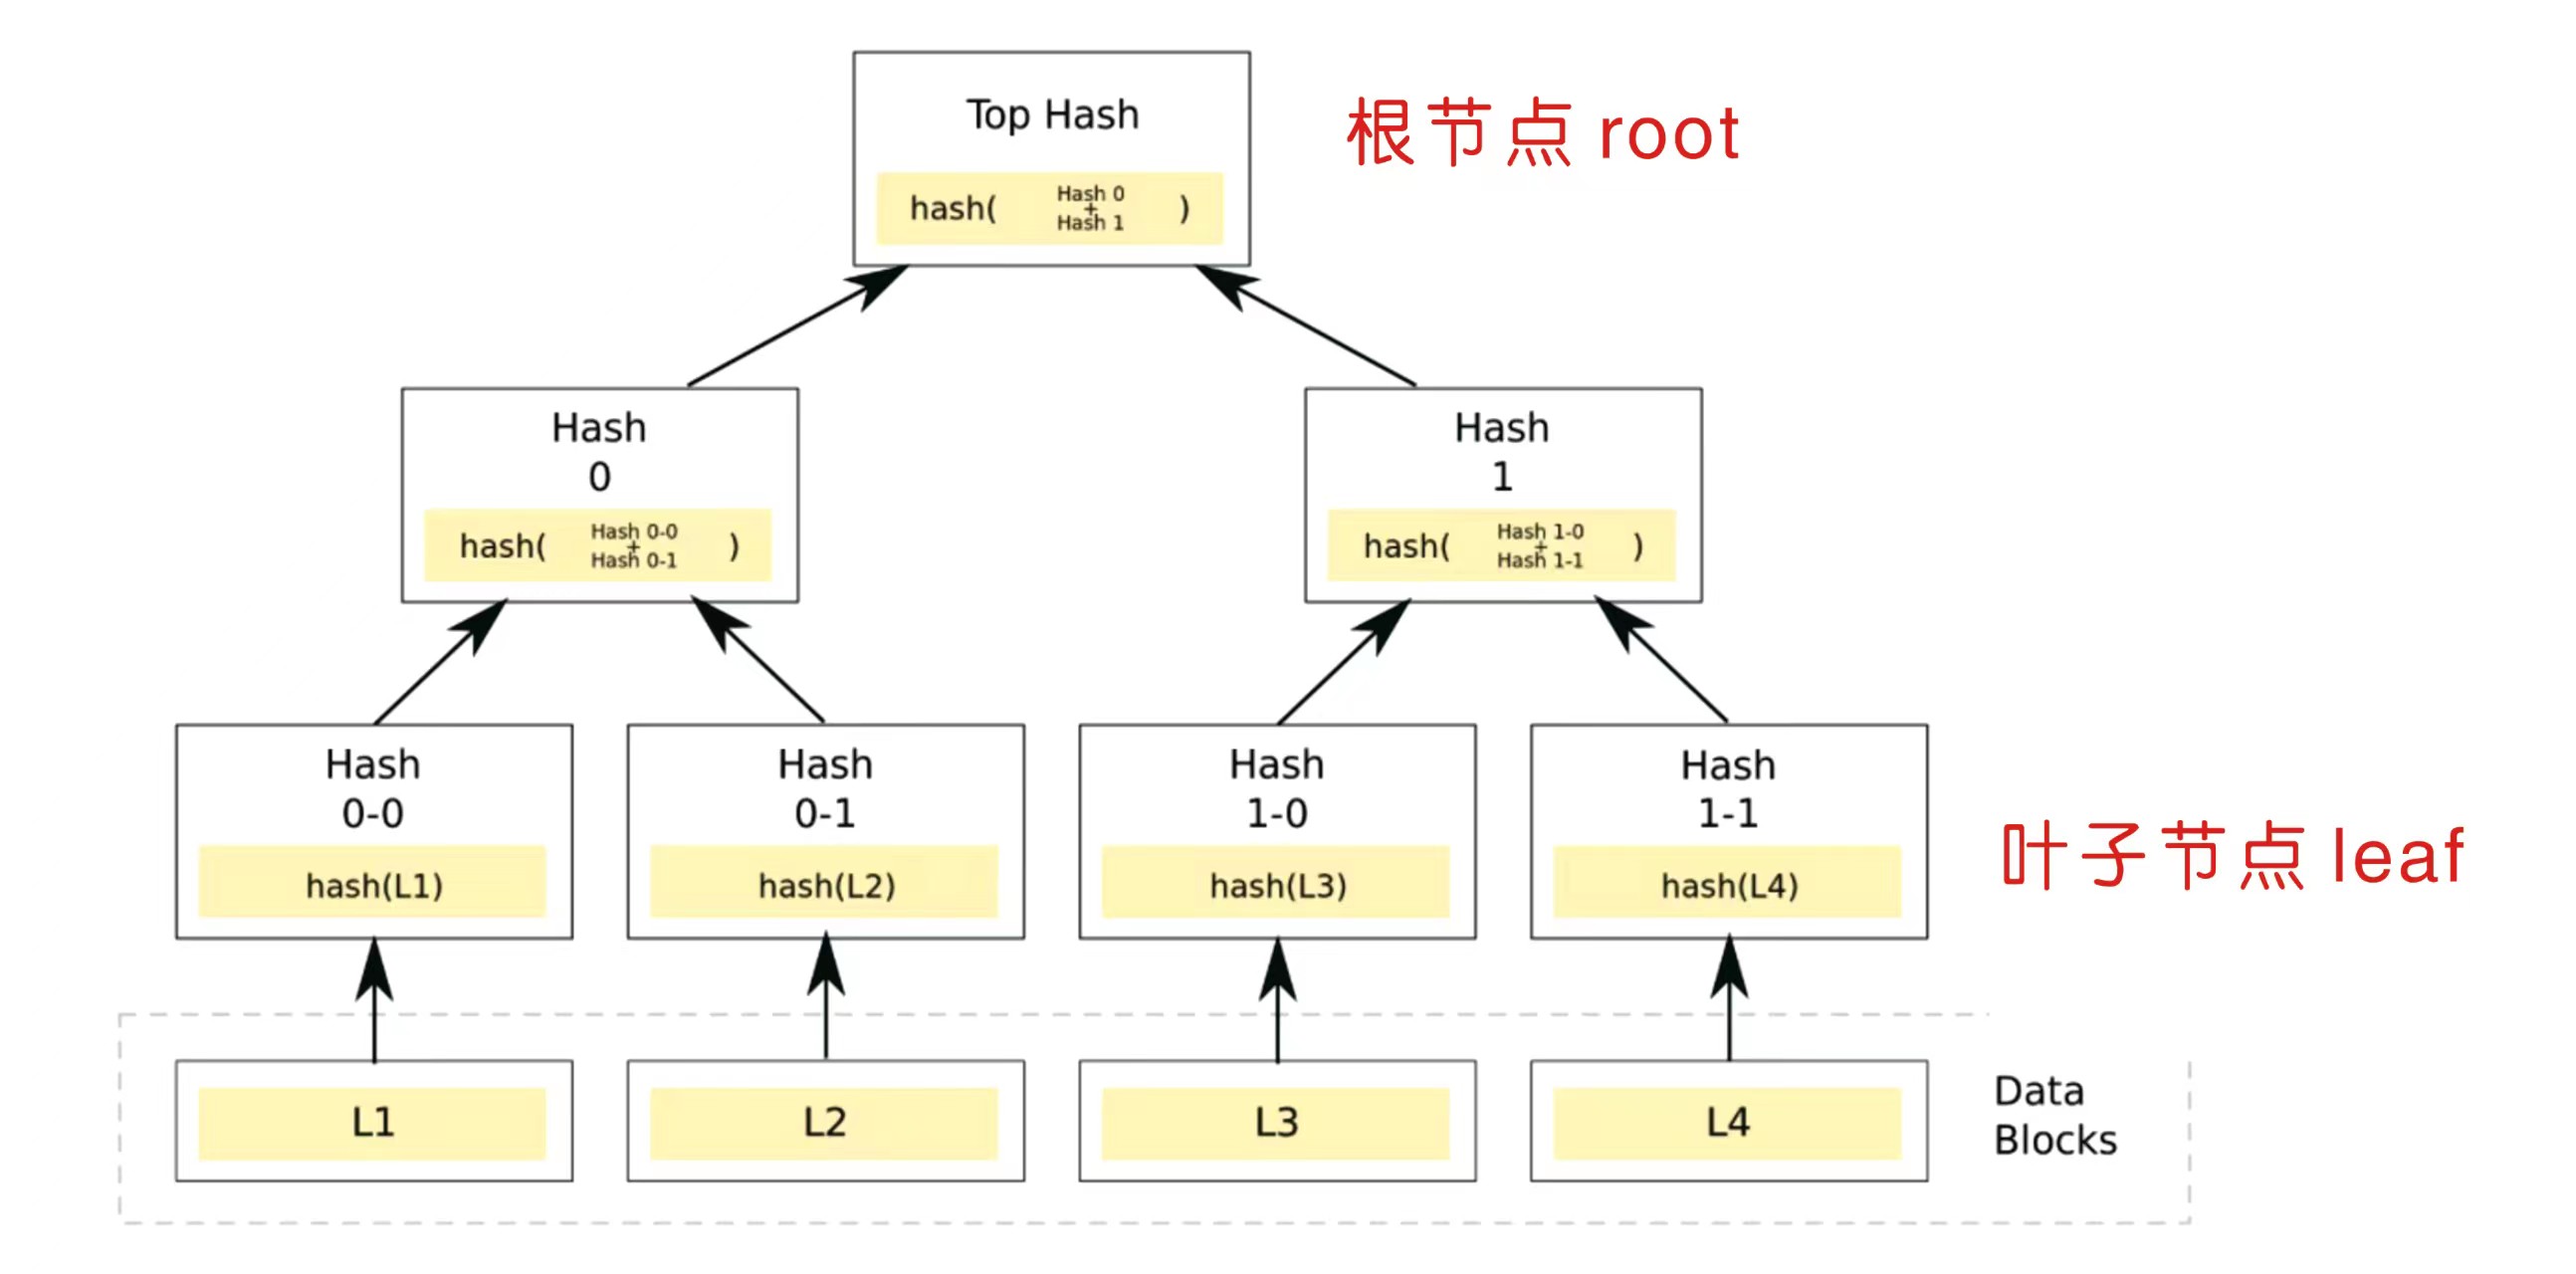 Top Hash
根节点 root
hash(
Hash 0
+
Hash 1
)
Hash
0
hash(
Hash 0-0
+
Hash 0-1
)
Hash
1
hash(
Hash 1-0
+
Hash 1-1
)
Hash
0-0
hash(L1)
Hash
0-1
hash(L2)
Hash
1-0
hash(L3)
Hash
1-1
hash(L4)
叶子节点 leaf
L1
L2
L3
L4
Data
Blocks